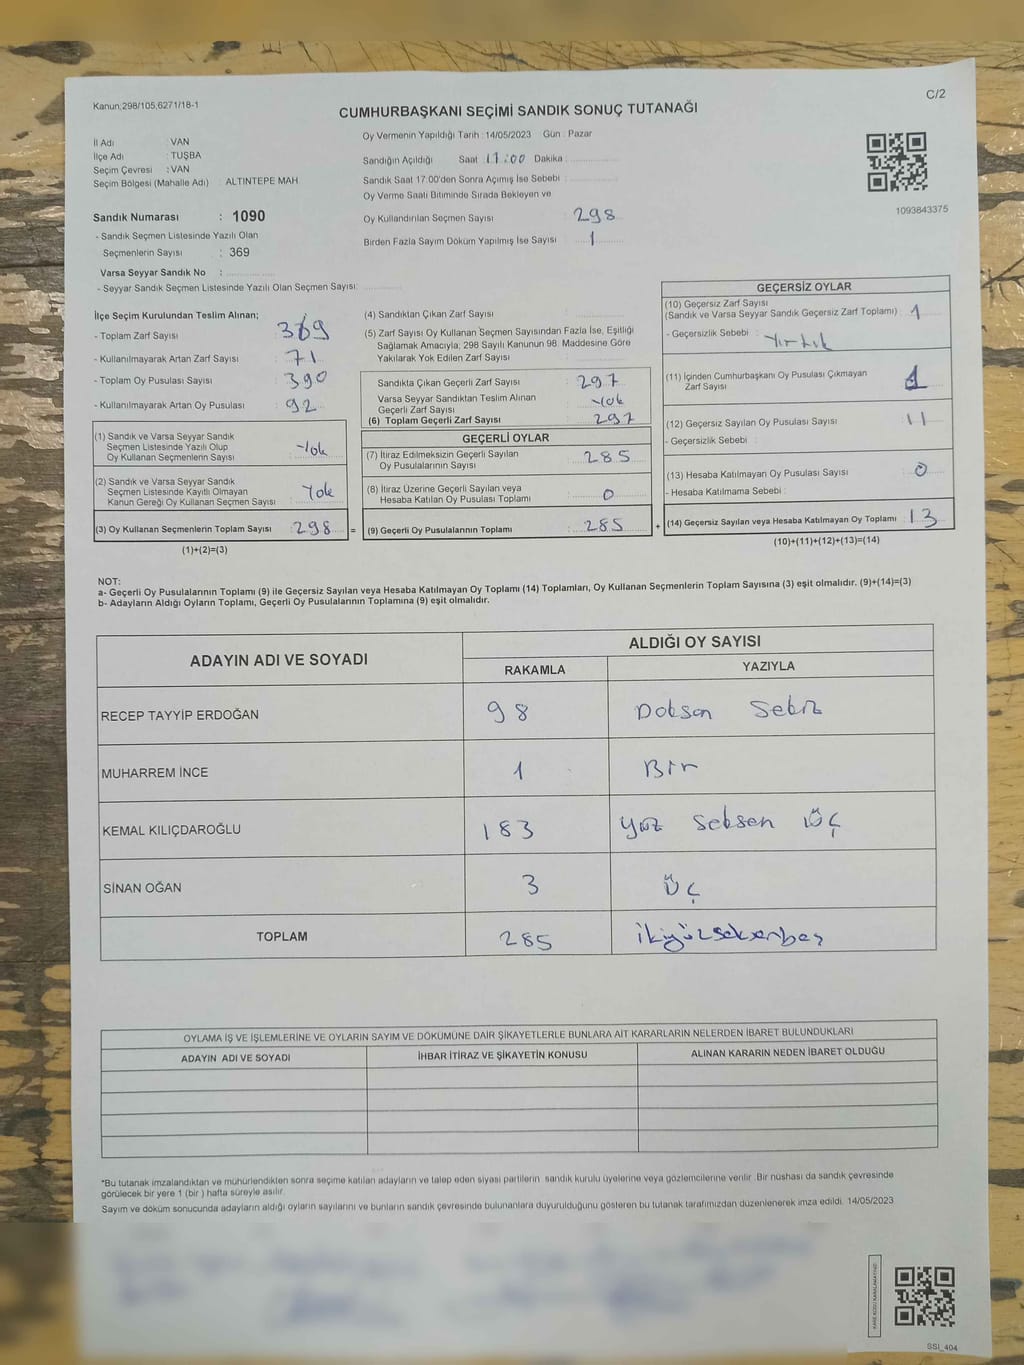 Kanun:298/105,6271/18-1
C/2
CUMHURBAŞKANI SEÇİMİ SANDIK SONUÇ TUTANAĞI
İl Adı : VAN
İlçe Adı : TUŞBA
Seçim Çevresi : VAN
Seçim Bölgesi (Mahalle Adı) : ALTINTEPE MAH.
Sandık Numarası : 1090
- Sandık Seçmen Listesinde Yazılı Olan
Seçmenlerin Sayısı : 369
Varsa Seyyar Sandık No :
- Seyyar Sandık Seçmen Listesinde Yazılı Olan Seçmen Sayısı:
Oy Vermenin Yapıldığı Tarih : 14/05/2023 Gün : Pazar
Sandığın Açıldığı Saat 17:00 Dakika :
Sandık Saat 17:00'den Sonra Açımış İse Sebebi :
Oy Verme Saati Bitiminde Sırada Bekleyen ve
Oy Kullandırılan Seçmen Sayısı 298
Birden Fazla Sayım Döküm Yapılmış İse Sayısı 1
1093843375
İlçe Seçim Kurulundan Teslim Alınan;
- Toplam Zarf Sayısı 369
- Kullanılmayarak Artan Zarf Sayısı 71
- Toplam Oy Pusulası Sayısı : 390
- Kullanılmayarak Artan Oy Pusulası : 92
(1) Sandık ve Varsa Seyyar Sandık
Seçmen Listesinde Yazılı Olup
Oy Kullanan Seçmenlerin Sayısı : Yok
(2) Sandık ve Varsa Seyyar Sandık
Seçmen Listesinde Kayıtlı Olmayan
Kanun Gereği Oy Kullanan Seçmen Sayısı : Yok
(3) Oy Kullanan Seçmenlerin Toplam Sayısı : 298 =
(1)+(2)=(3)
(4) Sandıktan Çıkan Zarf Sayısı
(5) Zarf Sayısı Oy Kullanan Seçmen Sayısından Fazla İse, Eşitliği
Sağlamak Amacıyla; 298 Sayılı Kanunun 98. Maddesine Göre
Yakılarak Yok Edilen Zarf Sayısı :
Sandıkta Çıkan Geçerli Zarf Sayısı : 297
Varsa Seyyar Sandıktan Teslim Alınan
Geçerli Zarf Sayısı Yok
(6) Toplam Geçerli Zarf Sayısı : 297
GEÇERLİ OYLAR
(7) İtiraz Edilmeksizin Geçerli Sayılan
Oy Pusulalarının Sayısı : 285
(8) İtiraz Üzerine Geçerli Sayılan veya
Hesaba Katılan Oy Pusulası Toplamı : 0
(9) Geçerli Oy Pusulalarının Toplamı : 285 +
GEÇERSİZ OYLAR
(10) Geçersiz Zarf Sayısı
(Sandık ve Varsa Seyyar Sandık Geçersiz Zarf Toplamı) : 1
- Geçersizlik Sebebi : Yırtık
(11) İçinden Cumhurbaşkanı Oy Pusulası Çıkmayan
Zarf Sayısı 1
(12) Geçersiz Sayılan Oy Pusulası Sayısı : 11
- Geçersizlik Sebebi :
(13) Hesaba Katılmayan Oy Pusulası Sayısı : 0
- Hesaba Katılmama Sebebi :
(14) Geçersiz Sayılan veya Hesaba Katılmayan Oy Toplamı : 13
(10)+(11)+(12)+(13)=(14)
NOT:
a- Geçerli Oy Pusulalarının Toplamı (9) ile Geçersiz Sayılan veya Hesaba Katılmayan Oy Toplamı (14) Toplamları, Oy Kullanan Seçmenlerin Toplam Sayısına (3) eşit olmalıdır. (9)+(14)=(3)
b- Adayların Aldığı Oyların Toplamı, Geçerli Oy Pusulalarının Toplamına (9) eşit olmalıdır.
ADAYIN ADI VE SOYADI
ALDIĞI OY SAYISI
RAKAMLA YAZIYLA
RECEP TAYYİP ERDOĞAN 98 Doksan Sekiz
MUHARREM İNCE 1 Bir
KEMAL KILIÇDAROĞLU 183 Yüz Seksen Üç
SİNAN OĞAN 3 Üç
TOPLAM 285 ikiyüzseksenbeş
OYLAMA İŞ VE İŞLEMLERİNE VE OYLARIN SAYIM VE DÖKÜMÜNE DAİR ŞİKAYETLERLE BUNLARA AİT KARARLARIN NELERDEN İBARET BULUNDUKLARI
ADAYIN ADI VE SOYADI İHBAR İTİRAZ VE ŞİKAYETİN KONUSU ALINAN KARARIN NEDEN İBARET OLDUĞU
*Bu tutanak imzalandıktan ve mühürlendikten sonra seçime katılan adayların ve talep eden siyasi partilerin sandık kurulu üyelerine veya gözlemcilerine verilir. Bir nüshası da sandık çevresinde
görülecek bir yere 1 (bir ) hafta süreyle asılır.
Sayım ve döküm sonucunda adayların aldığı oyların sayılarını ve bunların sandık çevresinde bulunanlara duyurulduğunu gösteren bu tutanak tarafımızdan düzenlenerek imza edildi. 14/05/2023
SSI_404